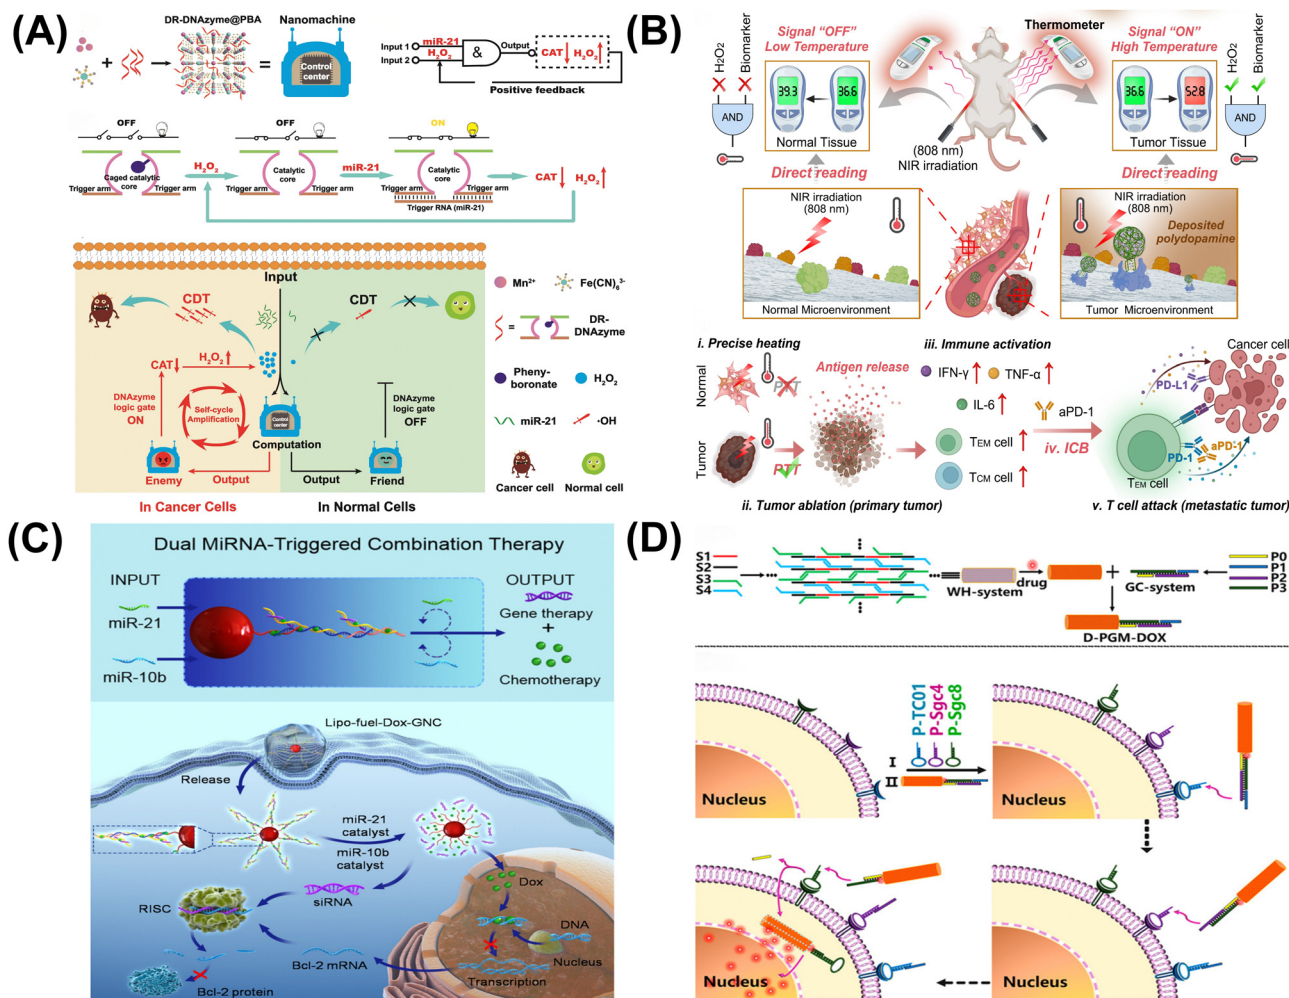 (A)
DR-DNAzyme@PBA
Nanomachine
Control
center
Input 1
miR-21
Input 2
H₂O₂
&
Output
CAT↓ H₂O₂↑
Positive feedback
OFF
OFF
ON
Caged catalytic
core
Trigger arm
Trigger arm
H₂O₂
Catalytic
core
Trigger arm
Trigger arm
miR-21
Catalytic
core
Trigger arm
Trigger arm
Trigger RNA (miR-21)
CAT↓ H₂O₂↑
Input
CDT
CDT
CAT↓
H₂O₂↑
DNAzyme
logic gate
ON
Self-cycle
Amplification
Control
center
Computation
DNAzyme
logic gate
OFF
Enemy
Output
Output
Friend
In Cancer Cells
In Normal Cells
Mn²⁺
Fe(CN)₆³⁻
=
DR-
DNAzyme
Pheny-
boronate
H₂O₂
miR-21
·OH
Cancer cell
Normal cell
(B)
H₂O₂
Biomarker
AND
Signal “OFF”
Low Temperature
39.3
36.6
Normal Tissue
Thermometer
(808 nm)
NIR irradiation
Signal “ON”
High Temperature
36.6
52.8
Tumor Tissue
H₂O₂
Biomarker
AND
Direct reading
Direct reading
NIR irradiation
(808 nm)
Normal Microenvironment
NIR irradiation
(808 nm)
Deposited
polydopamine
Tumor Microenvironment
i. Precise heating
iii. Immune activation
Normal
PTT
Tumor
PTT
Antigen release
IFN-γ ↑
TNF-α ↑
IL-6 ↑
TEM cell ↑
TCM cell ↑
aPD-1
iv. ICB
Cancer cell
PD-L1
PD-1
aPD-1
TEM cell
ii. Tumor ablation (primary tumor)
v. T cell attack (metastatic tumor)
(C)
Dual MiRNA-Triggered Combination Therapy
INPUT
miR-21
miR-10b
OUTPUT
Gene therapy
+
Chemotherapy
Lipo-fuel-Dox-GNC
Release
miR-21
catalyst
miR-10b
catalyst
Dox
siRNA
RISC
DNA
Nucleus
Bcl-2 mRNA
Transcription
Bcl-2 protein
(D)
S1
S2
S3
S4
WH-system
drug
+
GC-system
P0
P1
P2
P3
D-PGM-DOX
P-TC01
P-Sgc4
P-Sgc8
I
II
Nucleus
Nucleus
Nucleus
Nucleus